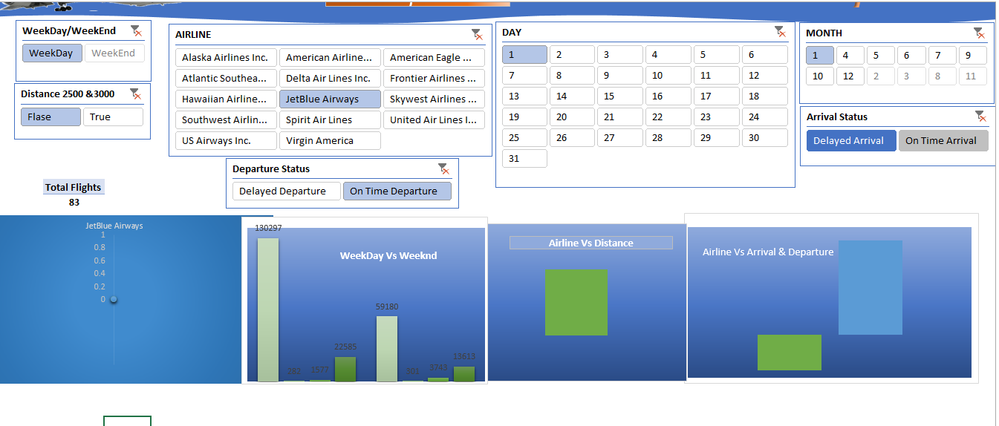 WeekDay/WeekEnd
WeekDay WeekEnd
Distance 2500 &3000
Flase True
AIRLINE
Alaska Airlines Inc. American Airline... American Eagle ...
Atlantic Southea... Delta Air Lines Inc. Frontier Airlines ...
Hawaiian Airline... JetBlue Airways Skywest Airlines ...
Southwest Airlin... Spirit Air Lines United Air Lines I...
US Airways Inc. Virgin America
DAY
1 2 3 4 5 6
7 8 9 10 11 12
13 14 15 16 17 18
19 20 21 22 23 24
25 26 27 28 29 30
31
MONTH
1 4 5 6 7 9
10 12 2 3 8 11
Arrival Status
Delayed Arrival On Time Arrival
Departure Status
Delayed Departure On Time Departure
Total Flights
83
JetBlue Airways
1
0.8
0.6
0.4
0.2
0
WeekDay Vs Weeknd
130297
282
1577
22585
59180
301
3743
13613
Airline Vs Distance
Airline Vs Arrival & Departure